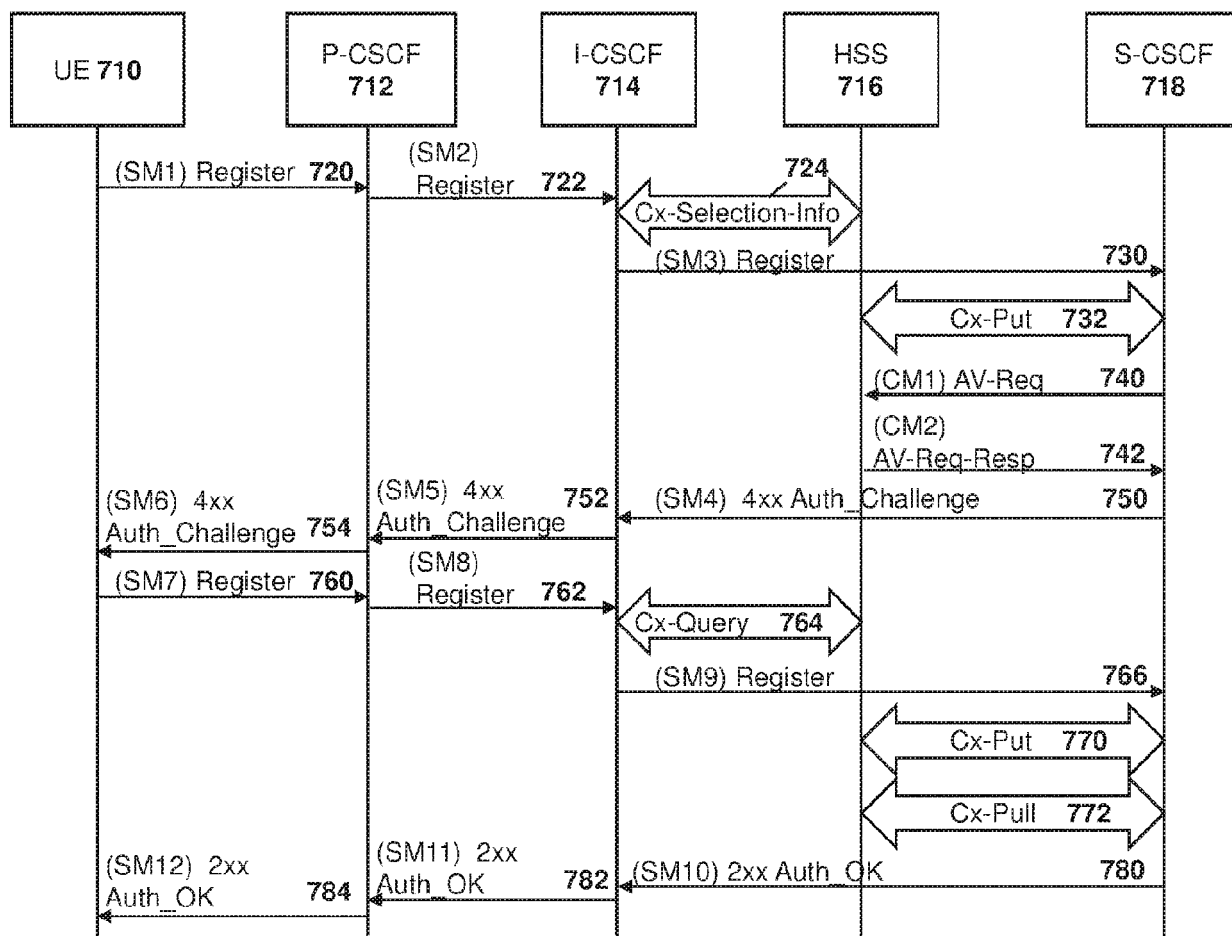 UE 710
P-CSCF
712
I-CSCF
714
HSS
716
S-CSCF
718
(SM1) Register 720
(SM2)
Register 722
724
Cx-Selection-Info
(SM3) Register 730
Cx-Put 732
(CM1) AV-Req 740
(CM2)
AV-Req-Resp 742
(SM4) 4xx Auth_Challenge 750
(SM5) 4xx
Auth_Challenge
752
(SM6) 4xx
Auth_Challenge 754
(SM7) Register 760
(SM8)
Register 762
Cx-Query 764
(SM9) Register 766
Cx-Put 770
Cx-Pull 772
(SM10) 2xx Auth_OK 780
(SM11) 2xx
Auth_OK 782
(SM12) 2xx
Auth_OK 784